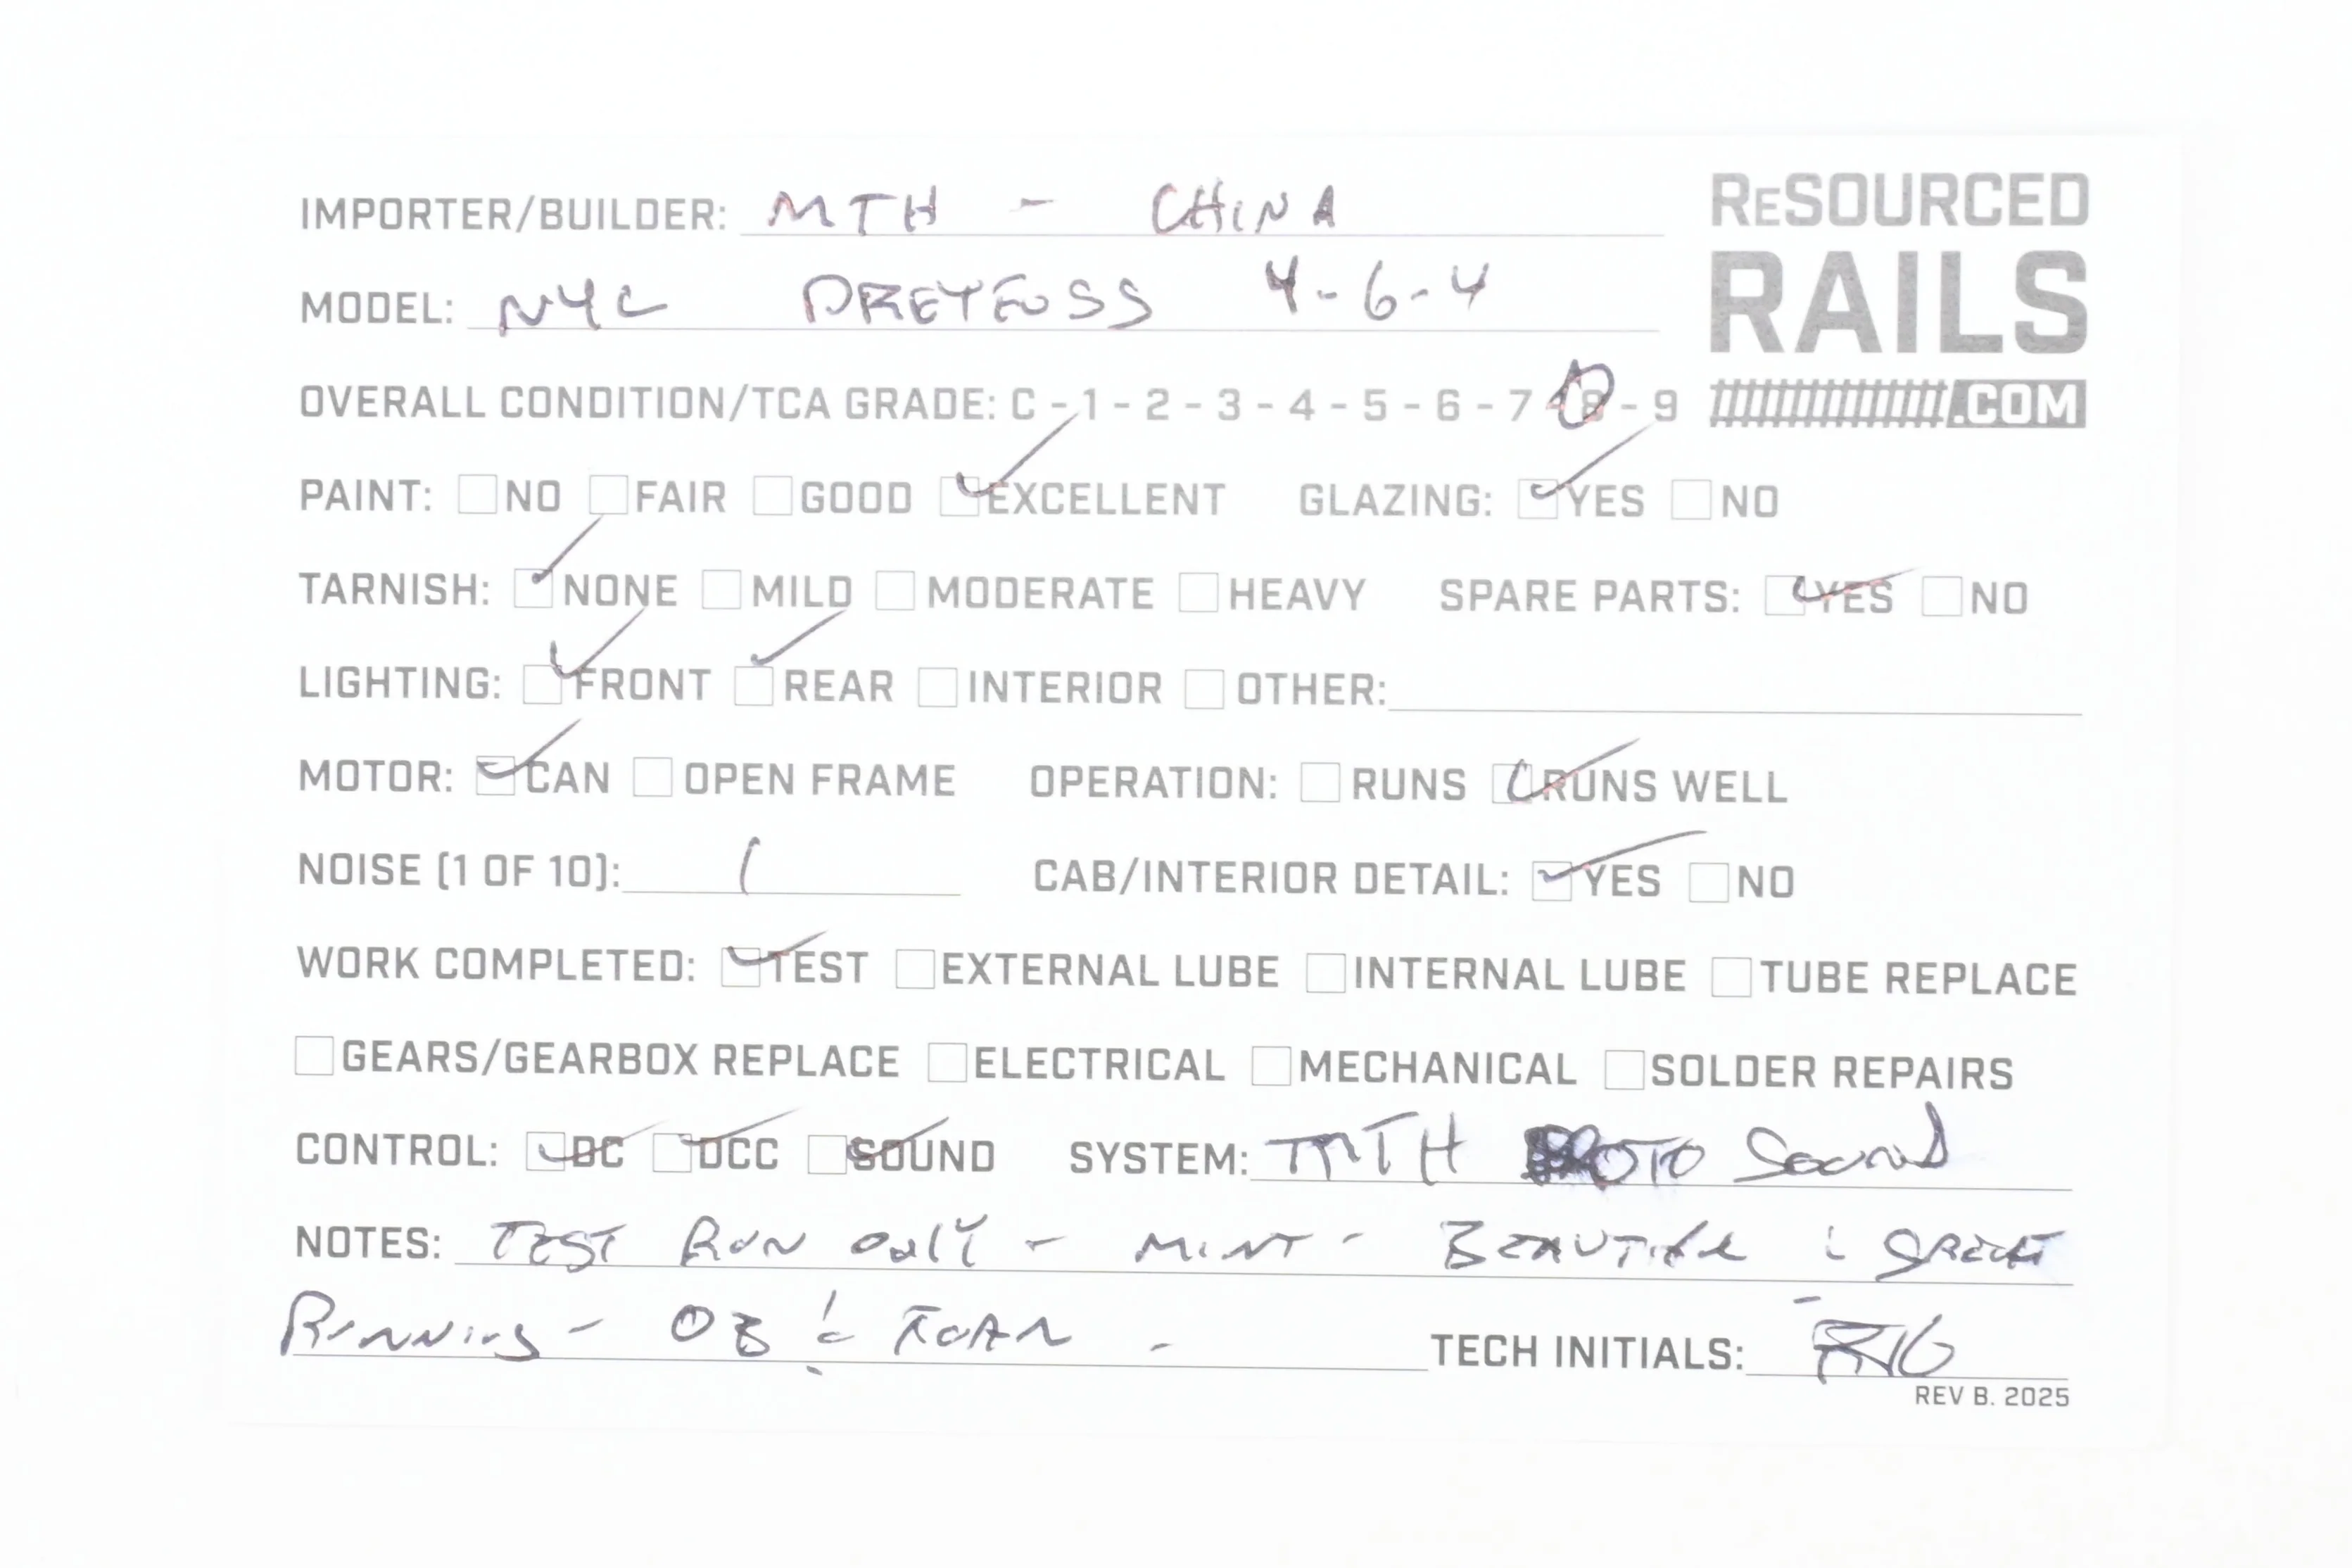 IMPORTER/BUILDER: MTH - CHINA
RESOURCED
RAILS
.COM
MODEL: NYC DREYFUSS 4-6-4
OVERALL CONDITION/TCA GRADE: C - 1 - 2 - 3 - 4 - 5 - 6 - 7 - 8 - 9
PAINT: NO FAIR GOOD EXCELLENT GLAZING: YES NO
TARNISH: NONE MILD MODERATE HEAVY SPARE PARTS: YES NO
LIGHTING: FRONT REAR INTERIOR OTHER:
MOTOR: CAN OPEN FRAME OPERATION: RUNS RUNS WELL
NOISE (1 OF 10): 1 CAB/INTERIOR DETAIL: YES NO
WORK COMPLETED: TEST EXTERNAL LUBE INTERNAL LUBE TUBE REPLACE
GEARS/GEARBOX REPLACE ELECTRICAL MECHANICAL SOLDER REPAIRS
CONTROL: DC DCC SOUND SYSTEM: MTH PROTO SOUND
NOTES: TEST RUN ONLY - MINT - BEAUTIFUL & GREAT
RUNNING - OB & FOAM - TECH INITIALS:
REV B. 2025